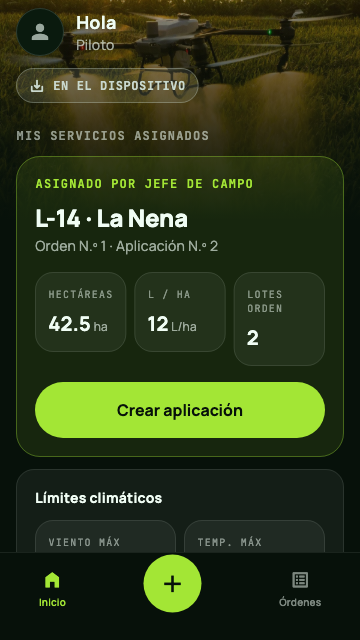 Hola
Piloto
EN EL DISPOSITIVO
MIS SERVICIOS ASIGNADOS
ASIGNADO POR JEFE DE CAMPO
L-14 · La Nena
Orden N.º 1 · Aplicación N.º 2
HECTÁREAS
42.5 ha
L / HA
12 L/ha
LOTES
ORDEN
2
Crear aplicación
Límites climáticos
VIENTO MÁX
TEMP. MÁX
Inicio
Órdenes